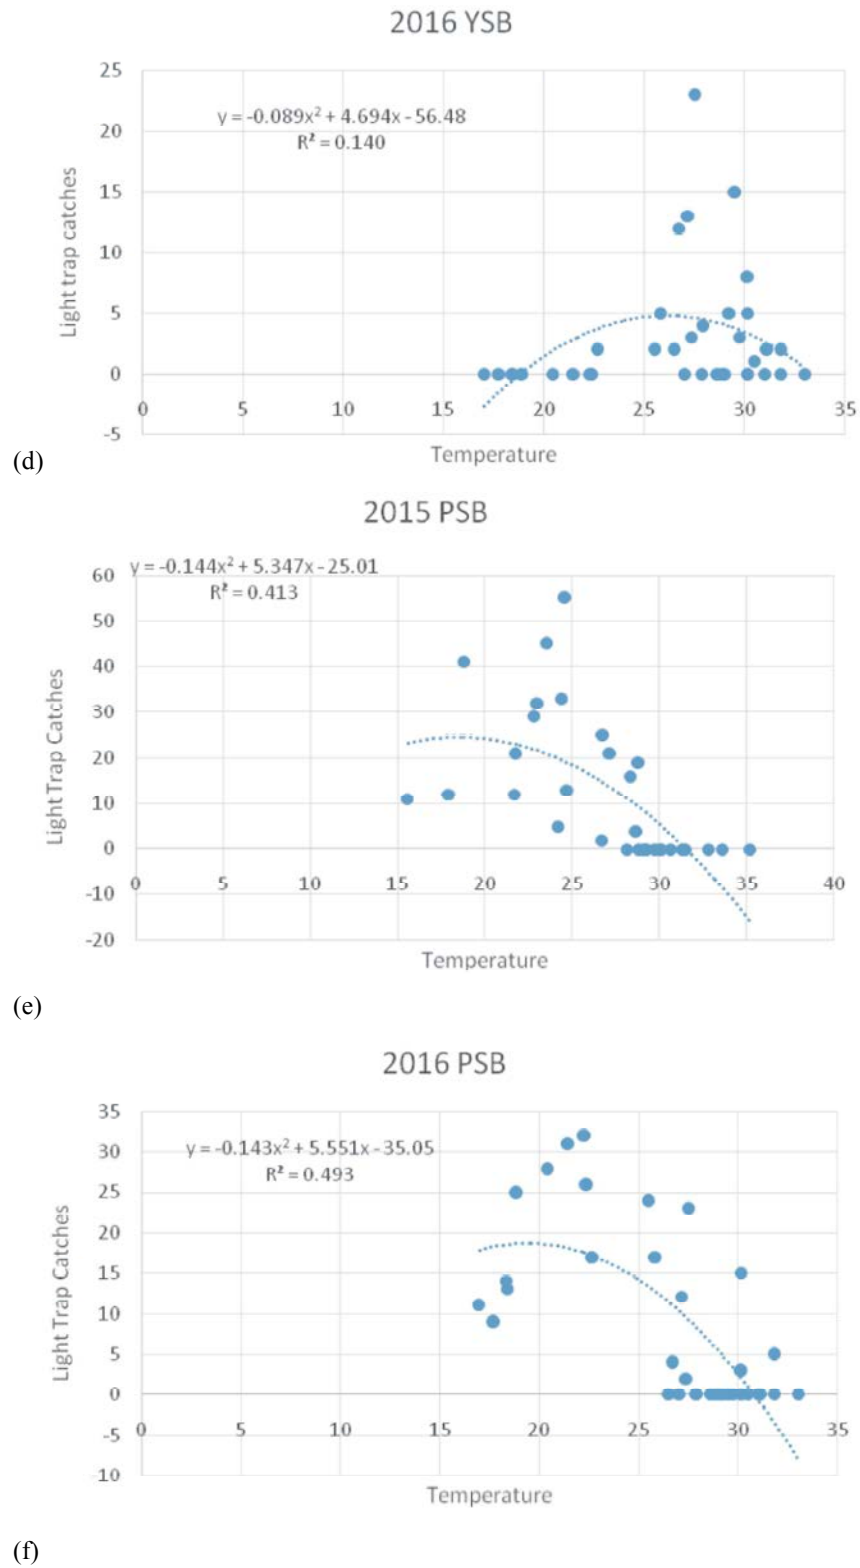 2016 YSB
25
y = -0.089x² + 4.694x - 56.48
20
R² = 0.140
15
10
5
0
0 5 10 15 20 25 30 35
-5
Light trap catches
Temperature
(d)
2015 PSB
y = -0.144x² + 5.347x - 25.01
60
R² = 0.413
50
40
30
20
10
0
0 5 10 15 20 25 30 35 40
-10
-20
Light Trap Catches
Temperature
(e)
2016 PSB
35
30
y = -0.143x² + 5.551x - 35.05
R² = 0.493
25
20
15
10
5
0
0 5 10 15 20 25 30 35
-5
-10
Light Trap Catches
Temperature
(f)